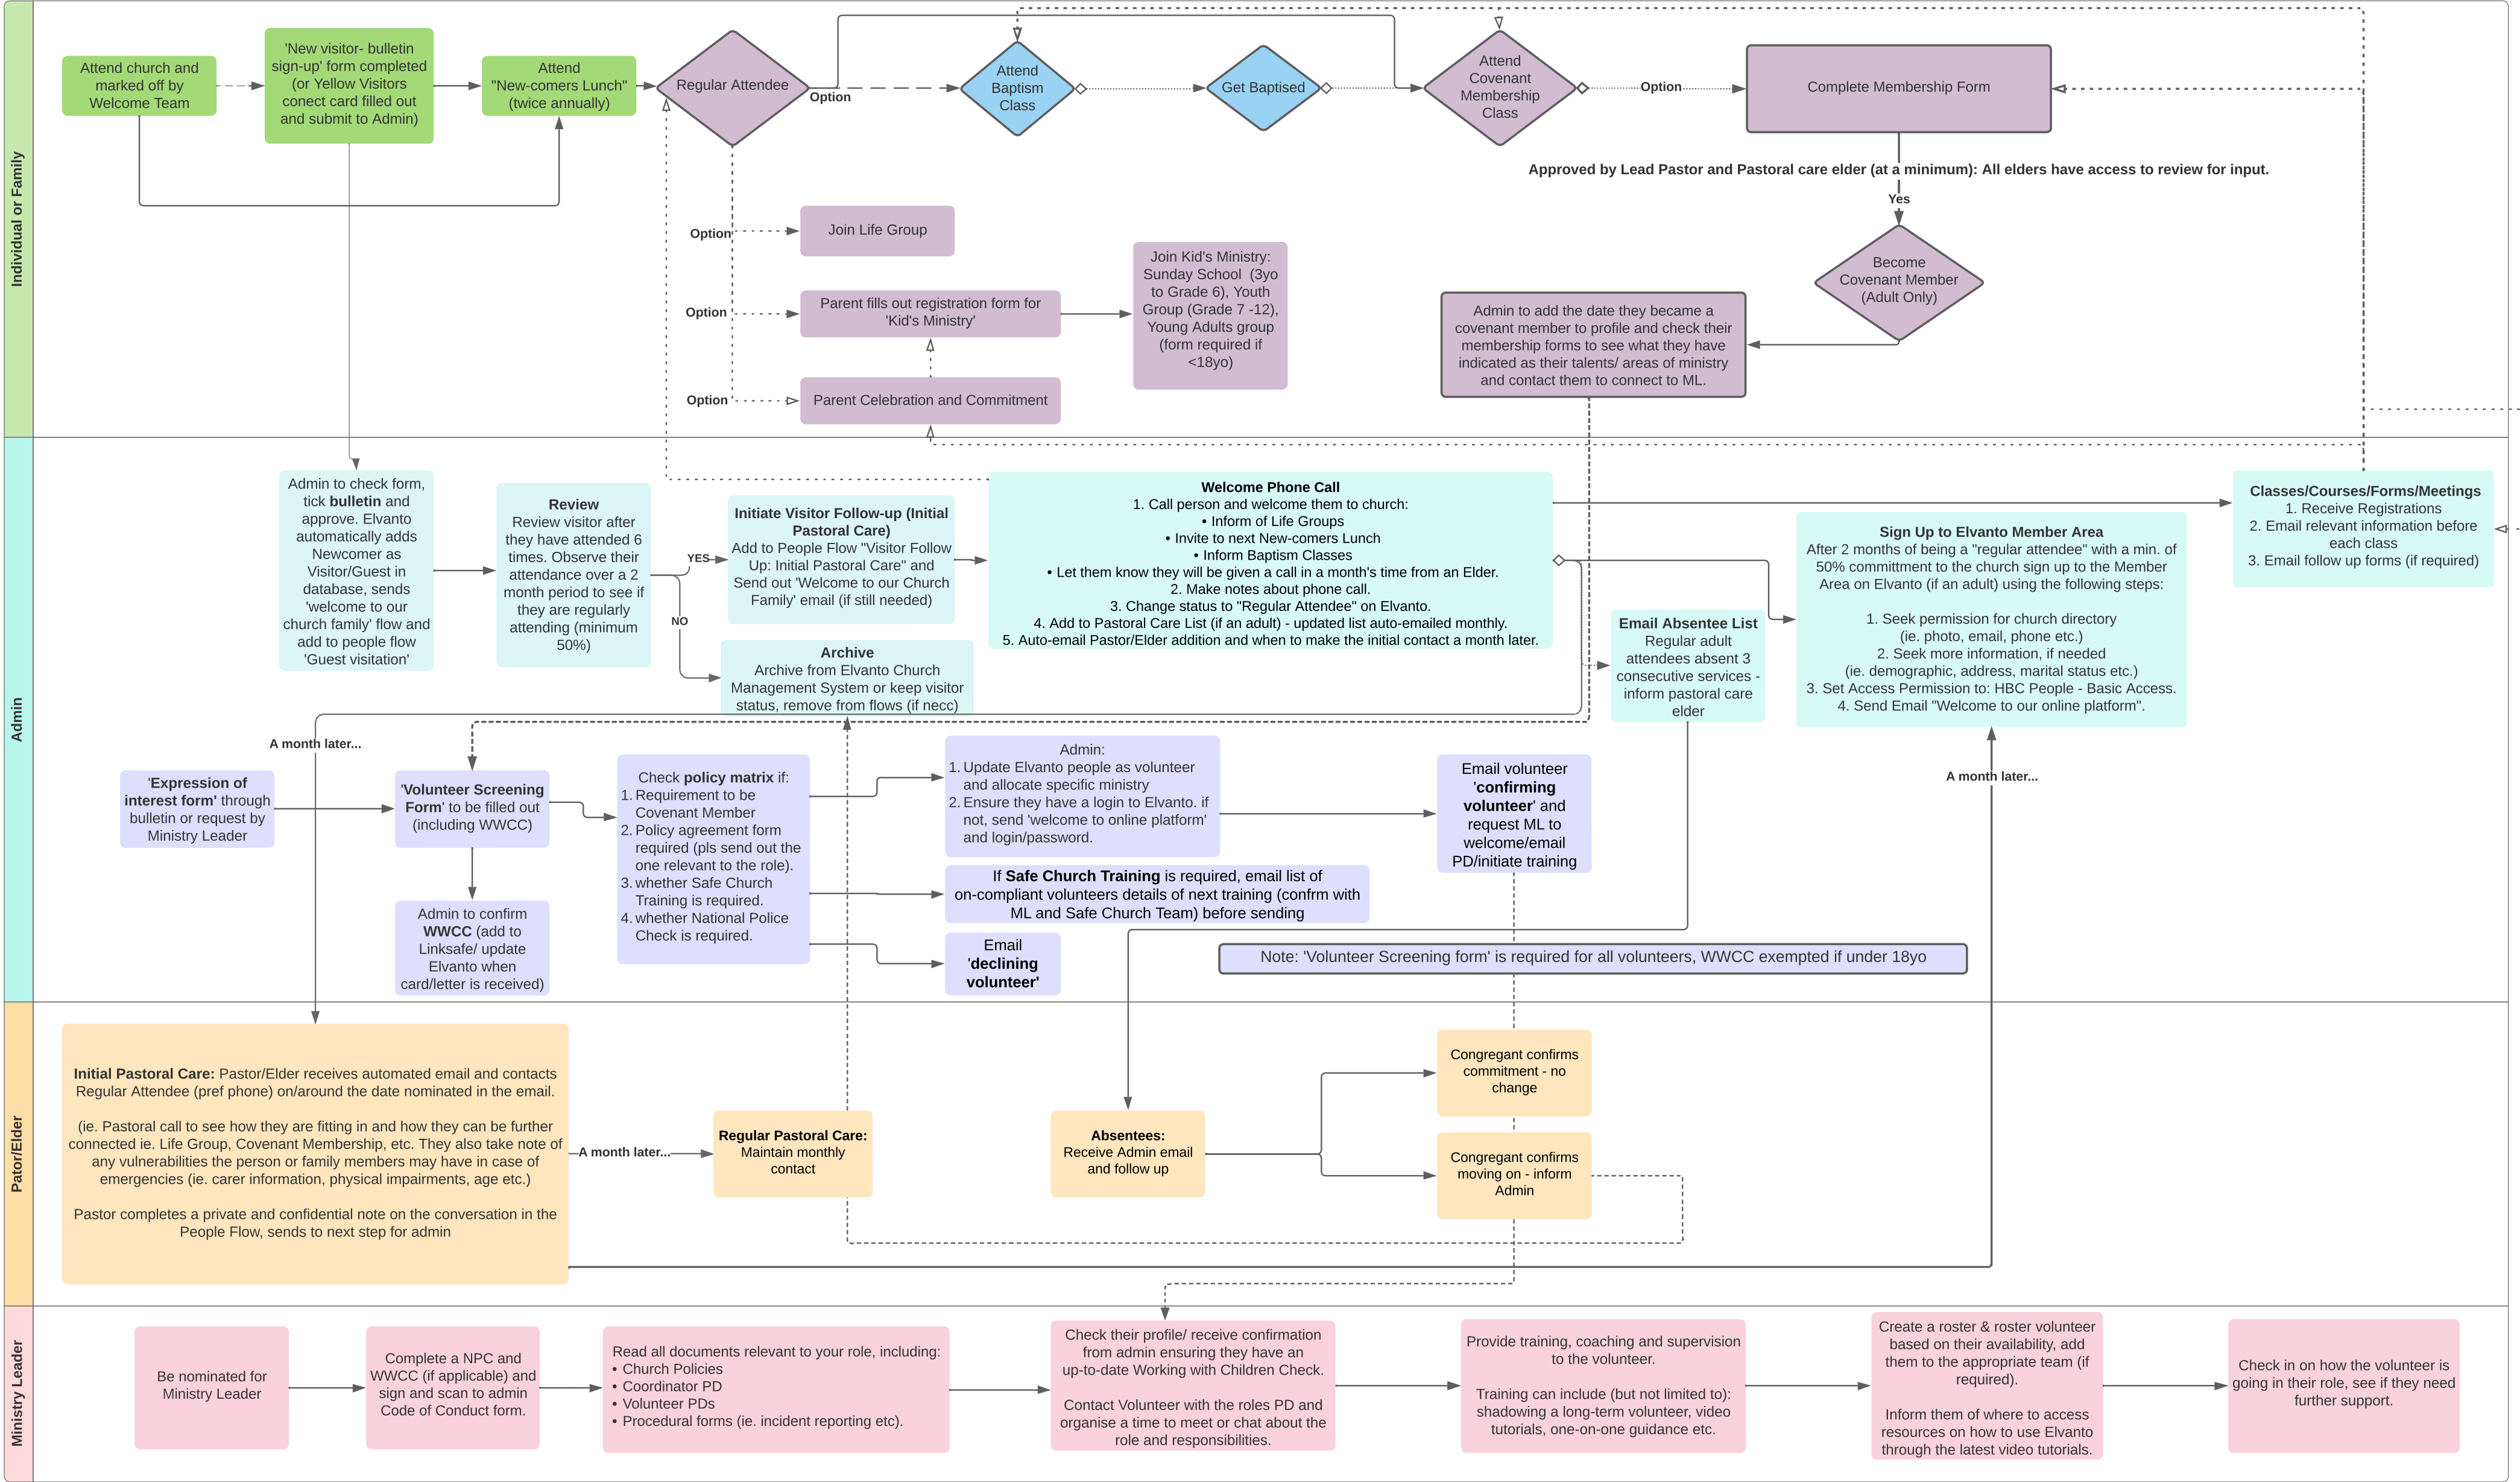 Individual or Family
Attend church and
marked off by
Welcome Team
'New visitor- bulletin
sign-up' form completed
(or Yellow Visitors
conect card filled out
and submit to Admin)
Attend
"New-comers Lunch"
(twice annually)
Regular Attendee
Option
Attend
Baptism
Class
Get Baptised
Attend
Covenant
Membership
Class
Option
Complete Membership Form
Approved by Lead Pastor and Pastoral care elder (at a minimum): All elders have access to review for input.
Yes
Become
Covenant Member
(Adult Only)
Option
Join Life Group
Option
Parent fills out registration form for
'Kid's Ministry'
Join Kid's Ministry:
Sunday School (3yo
to Grade 6), Youth
Group (Grade 7 -12),
Young Adults group
(form required if
<18yo)
Option
Parent Celebration and Commitment
Admin to add the date they became a
covenant member to profile and check their
membership forms to see what they have
indicated as their talents/ areas of ministry
and contact them to connect to ML.
Admin
Admin to check form,
tick bulletin and
approve. Elvanto
automatically adds
Newcomer as
Visitor/Guest in
database, sends
'welcome to our
church family' flow and
add to people flow
'Guest visitation'
Review
Review visitor after
they have attended 6
times. Observe their
attendance over a 2
month period to see if
they are regularly
attending (minimum
50%)
YES
NO
Initiate Visitor Follow-up (Initial
Pastoral Care)
Add to People Flow "Visitor Follow
Up: Initial Pastoral Care" and
Send out 'Welcome to our Church
Family' email (if still needed)
Archive
Archive from Elvanto Church
Management System or keep visitor
status, remove from flows (if necc)
Welcome Phone Call
1. Call person and welcome them to church:
• Inform of Life Groups
• Invite to next New-comers Lunch
• Inform Baptism Classes
• Let them know they will be given a call in a month's time from an Elder.
2. Make notes about phone call.
3. Change status to "Regular Attendee" on Elvanto.
4. Add to Pastoral Care List (if an adult) - updated list auto-emailed monthly.
5. Auto-email Pastor/Elder addition and when to make the initial contact a month later.
Email Absentee List
Regular adult
attendees absent 3
consecutive services -
inform pastoral care
elder
Sign Up to Elvanto Member Area
After 2 months of being a "regular attendee" with a min. of
50% committment to the church sign up to the Member
Area on Elvanto (if an adult) using the following steps:
1. Seek permission for church directory
(ie. photo, email, phone etc.)
2. Seek more information, if needed
(ie. demographic, address, marital status etc.)
3. Set Access Permission to: HBC People - Basic Access.
4. Send Email "Welcome to our online platform".
Classes/Courses/Forms/Meetings
1. Receive Registrations
2. Email relevant information before
each class
3. Email follow up forms (if required)
A month later...
A month later...
'Expression of
interest form' through
bulletin or request by
Ministry Leader
'Volunteer Screening
Form' to be filled out
(including WWCC)
Admin to confirm
WWCC (add to
Linksafe/ update
Elvanto when
card/letter is received)
Check policy matrix if:
1. Requirement to be
Covenant Member
2. Policy agreement form
required (pls send out the
one relevant to the role).
3. whether Safe Church
Training is required.
4. whether National Police
Check is required.
Admin:
1. Update Elvanto people as volunteer
and allocate specific ministry
2. Ensure they have a login to Elvanto. if
not, send 'welcome to online platform'
and login/password.
If Safe Church Training is required, email list of
on-compliant volunteers details of next training (confrm with
ML and Safe Church Team) before sending
Email
'declining
volunteer'
Email volunteer
'confirming
volunteer' and
request ML to
welcome/email
PD/initiate training
Note: 'Volunteer Screening form' is required for all volunteers, WWCC exempted if under 18yo
Pator/Elder
Initial Pastoral Care: Pastor/Elder receives automated email and contacts
Regular Attendee (pref phone) on/around the date nominated in the email.
(ie. Pastoral call to see how they are fitting in and how they can be further
connected ie. Life Group, Covenant Membership, etc. They also take note of
any vulnerabilities the person or family members may have in case of
emergencies (ie. carer information, physical impairments, age etc.)
Pastor completes a private and confidential note on the conversation in the
People Flow, sends to next step for admin
A month later...
Regular Pastoral Care:
Maintain monthly
contact
Absentees:
Receive Admin email
and follow up
Congregant confirms
commitment - no
change
Congregant confirms
moving on - inform
Admin
Ministry Leader
Be nominated for
Ministry Leader
Complete a NPC and
WWCC (if applicable) and
sign and scan to admin
Code of Conduct form.
Read all documents relevant to your role, including:
• Church Policies
• Coordinator PD
• Volunteer PDs
• Procedural forms (ie. incident reporting etc).
Check their profile/ receive confirmation
from admin ensuring they have an
up-to-date Working with Children Check.
Contact Volunteer with the roles PD and
organise a time to meet or chat about the
role and responsibilities.
Provide training, coaching and supervision
to the volunteer.
Training can include (but not limited to):
shadowing a long-term volunteer, video
tutorials, one-on-one guidance etc.
Create a roster & roster volunteer
based on their availability, add
them to the appropriate team (if
required).
Inform them of where to access
resources on how to use Elvanto
through the latest video tutorials.
Check in on how the volunteer is
going in their role, see if they need
further support.